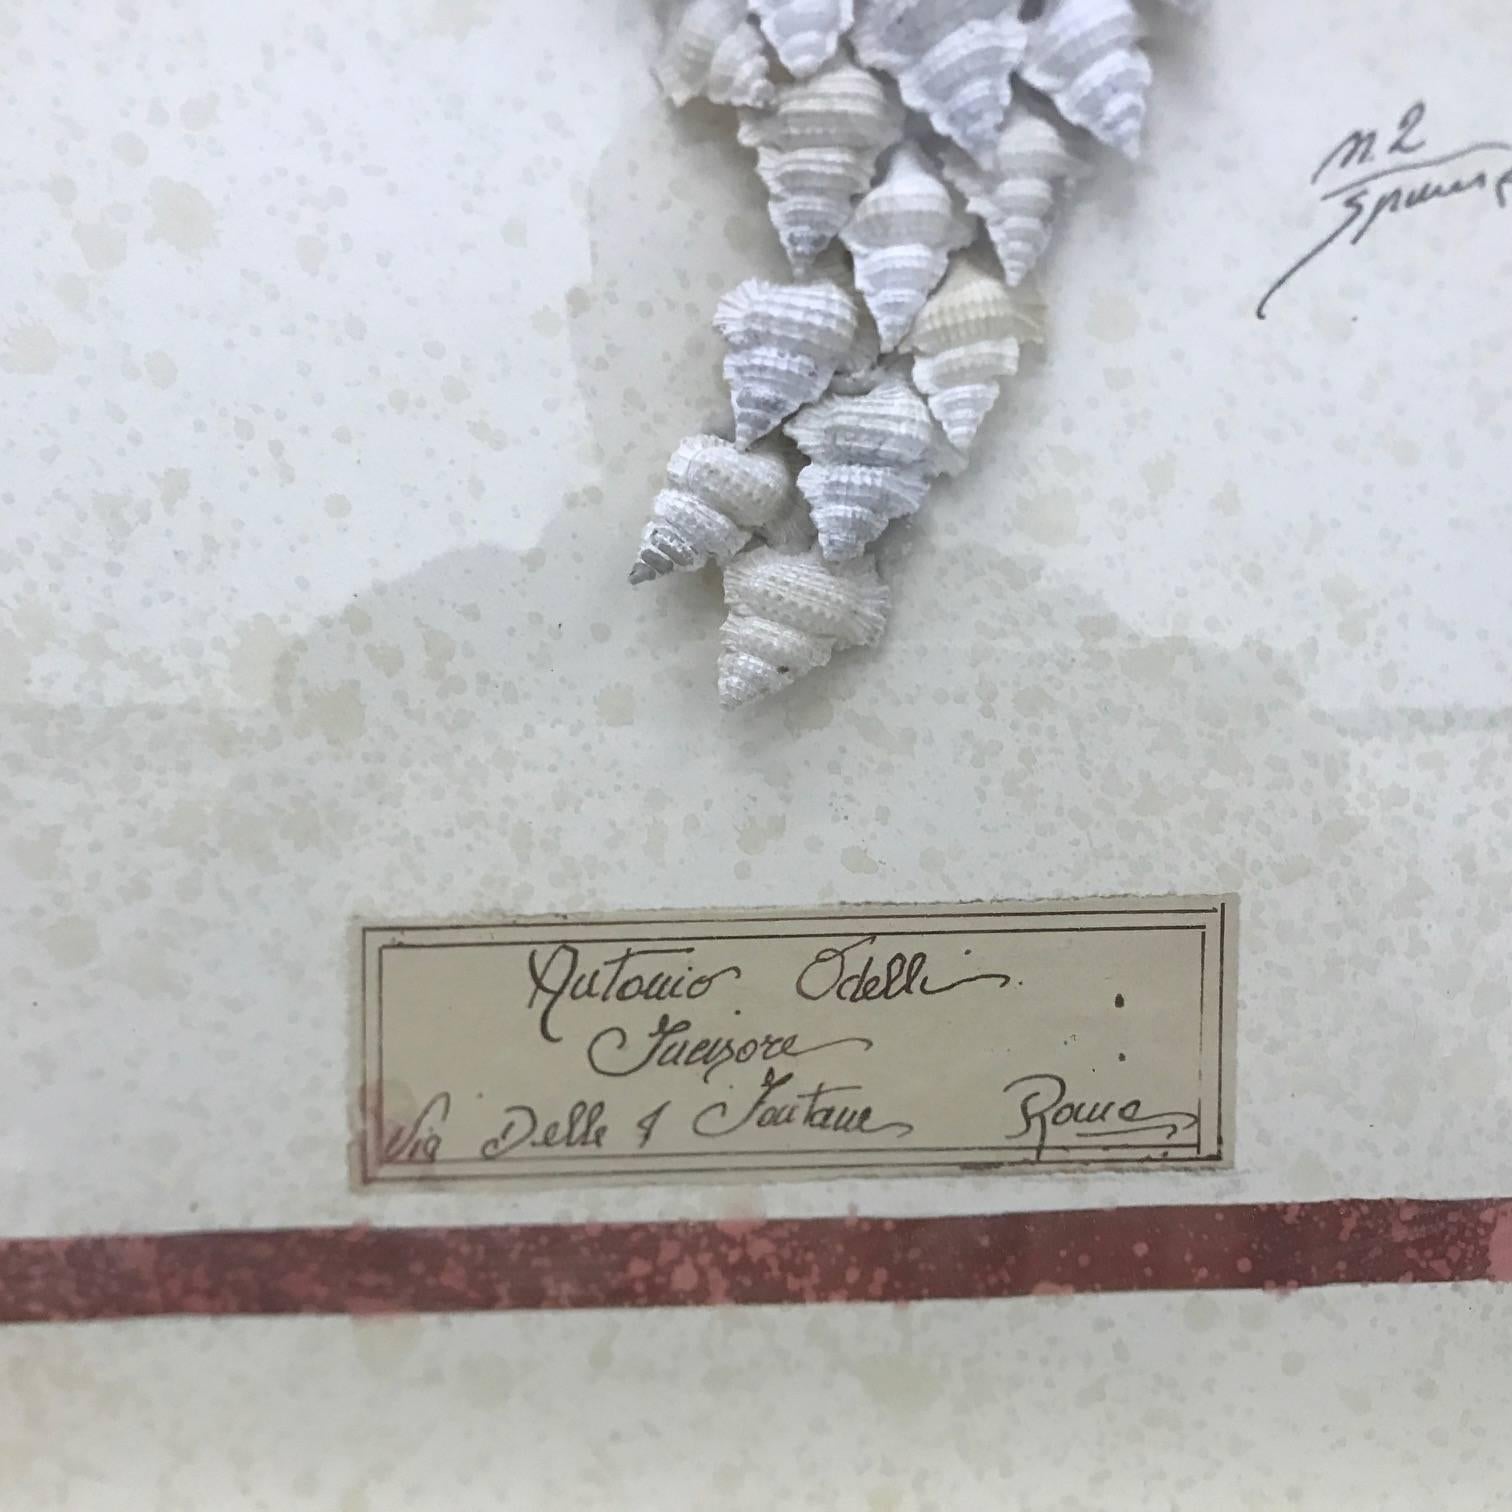 n 2
Antonio Odelli
Incisore
Via Delle 4 Fontane Roma